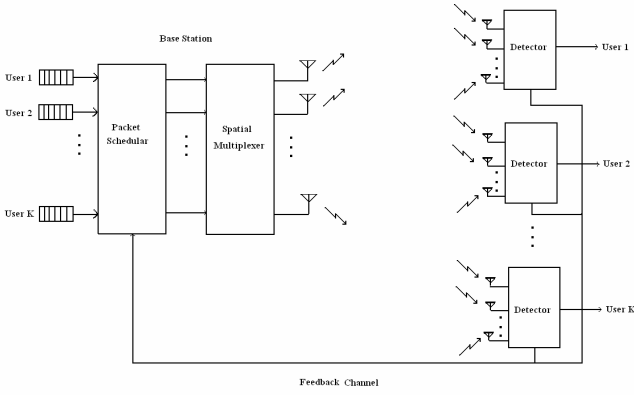 Base Station
User 1
User 2
User K
Packet
Schedular
Spatial
Multiplexer
Detector
User 1
Detector
User 2
Detector
User K
Feedback Channel